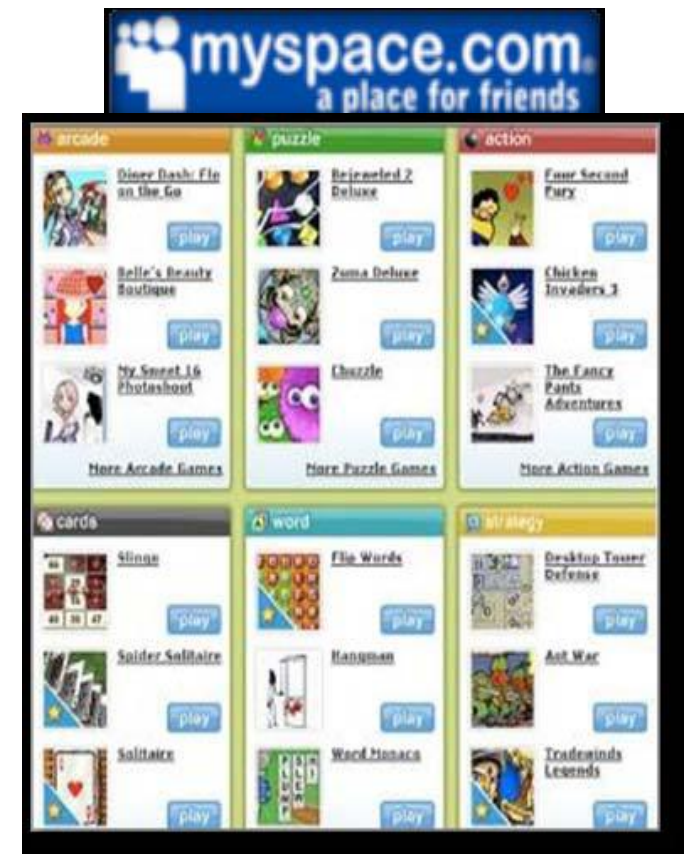 myspace.com
a place for friends
arcade
Diner Dash: Flo
on the Go
play
Belle's Beauty
Boutique
play
My Sweet 16
Photoshoot
play
More Arcade Games
puzzle
Bejeweled 2
Deluxe
play
Zuma Deluxe
play
Chuzzle
play
More Puzzle Games
action
Four Second
Fury
play
Chicken
Invaders 3
play
The Fancy
Pants
Adventures
play
More Action Games
cards
Slingo
play
Spider Solitaire
play
Solitaire
play
word
Flip Words
play
Hangman
play
Word Monaco
play
strategy
Desktop Tower
Defense
play
Ant War
play
Tradewinds
Legends
play